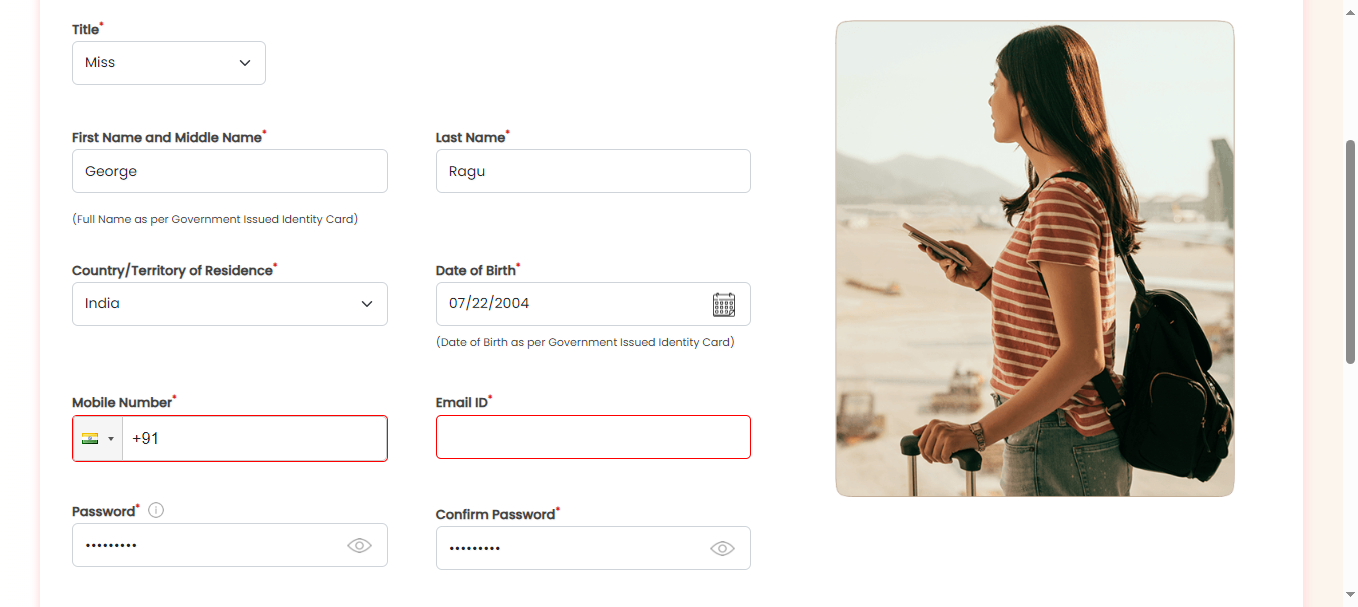 Title*
Miss
First Name and Middle Name* Last Name*
George Ragu
(Full Name as per Government Issued Identity Card)
Country/Territory of Residence* Date of Birth*
India 07/22/2004
(Date of Birth as per Government Issued Identity Card)
Mobile Number* Email ID*
+91
Password* Confirm Password*
••••••••• •••••••••